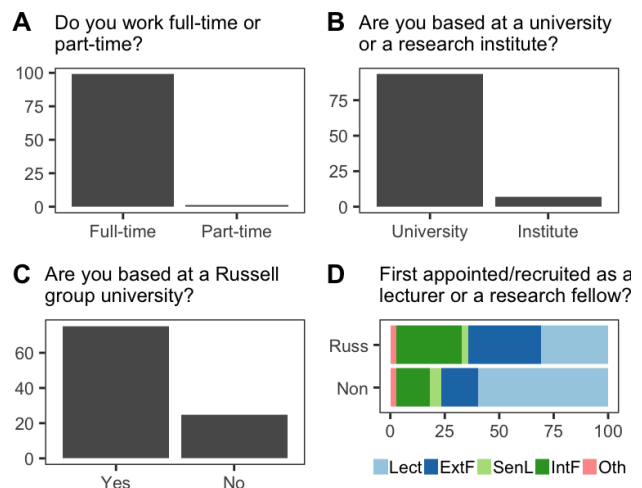 A Do you work full-time or
part-time?
100
75
50
25
0
Full-time Part-time
B Are you based at a university
or a research institute?
75
50
25
0
University Institute
C Are you based at a Russell
group university?
60
40
20
0
Yes No
D First appointed/recruited as a
lecturer or a research fellow?
Russ
Non
0 25 50 75 100
Lect ExtF SenL IntF Oth